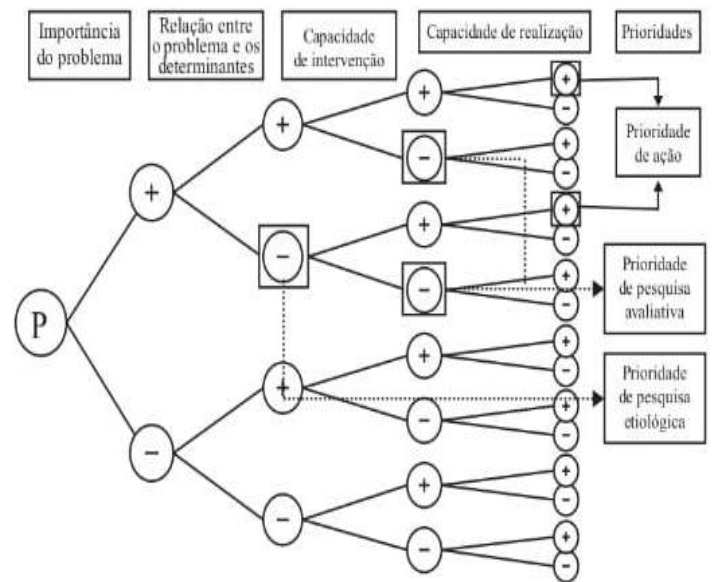 Importância
do problema
Relação entre
o problema e os
determinantes
Capacidade
de intervenção
Capacidade de realização
Prioridades
P
+
-
+
-
+
-
+
-
+
-
+
-
+
-
+
-
+
-
+
-
+
-
+
-
+
-
+
-
+
-
Prioridade
de ação
Prioridade
de pesquisa
avaliativa
Prioridade
de pesquisa
etiológica